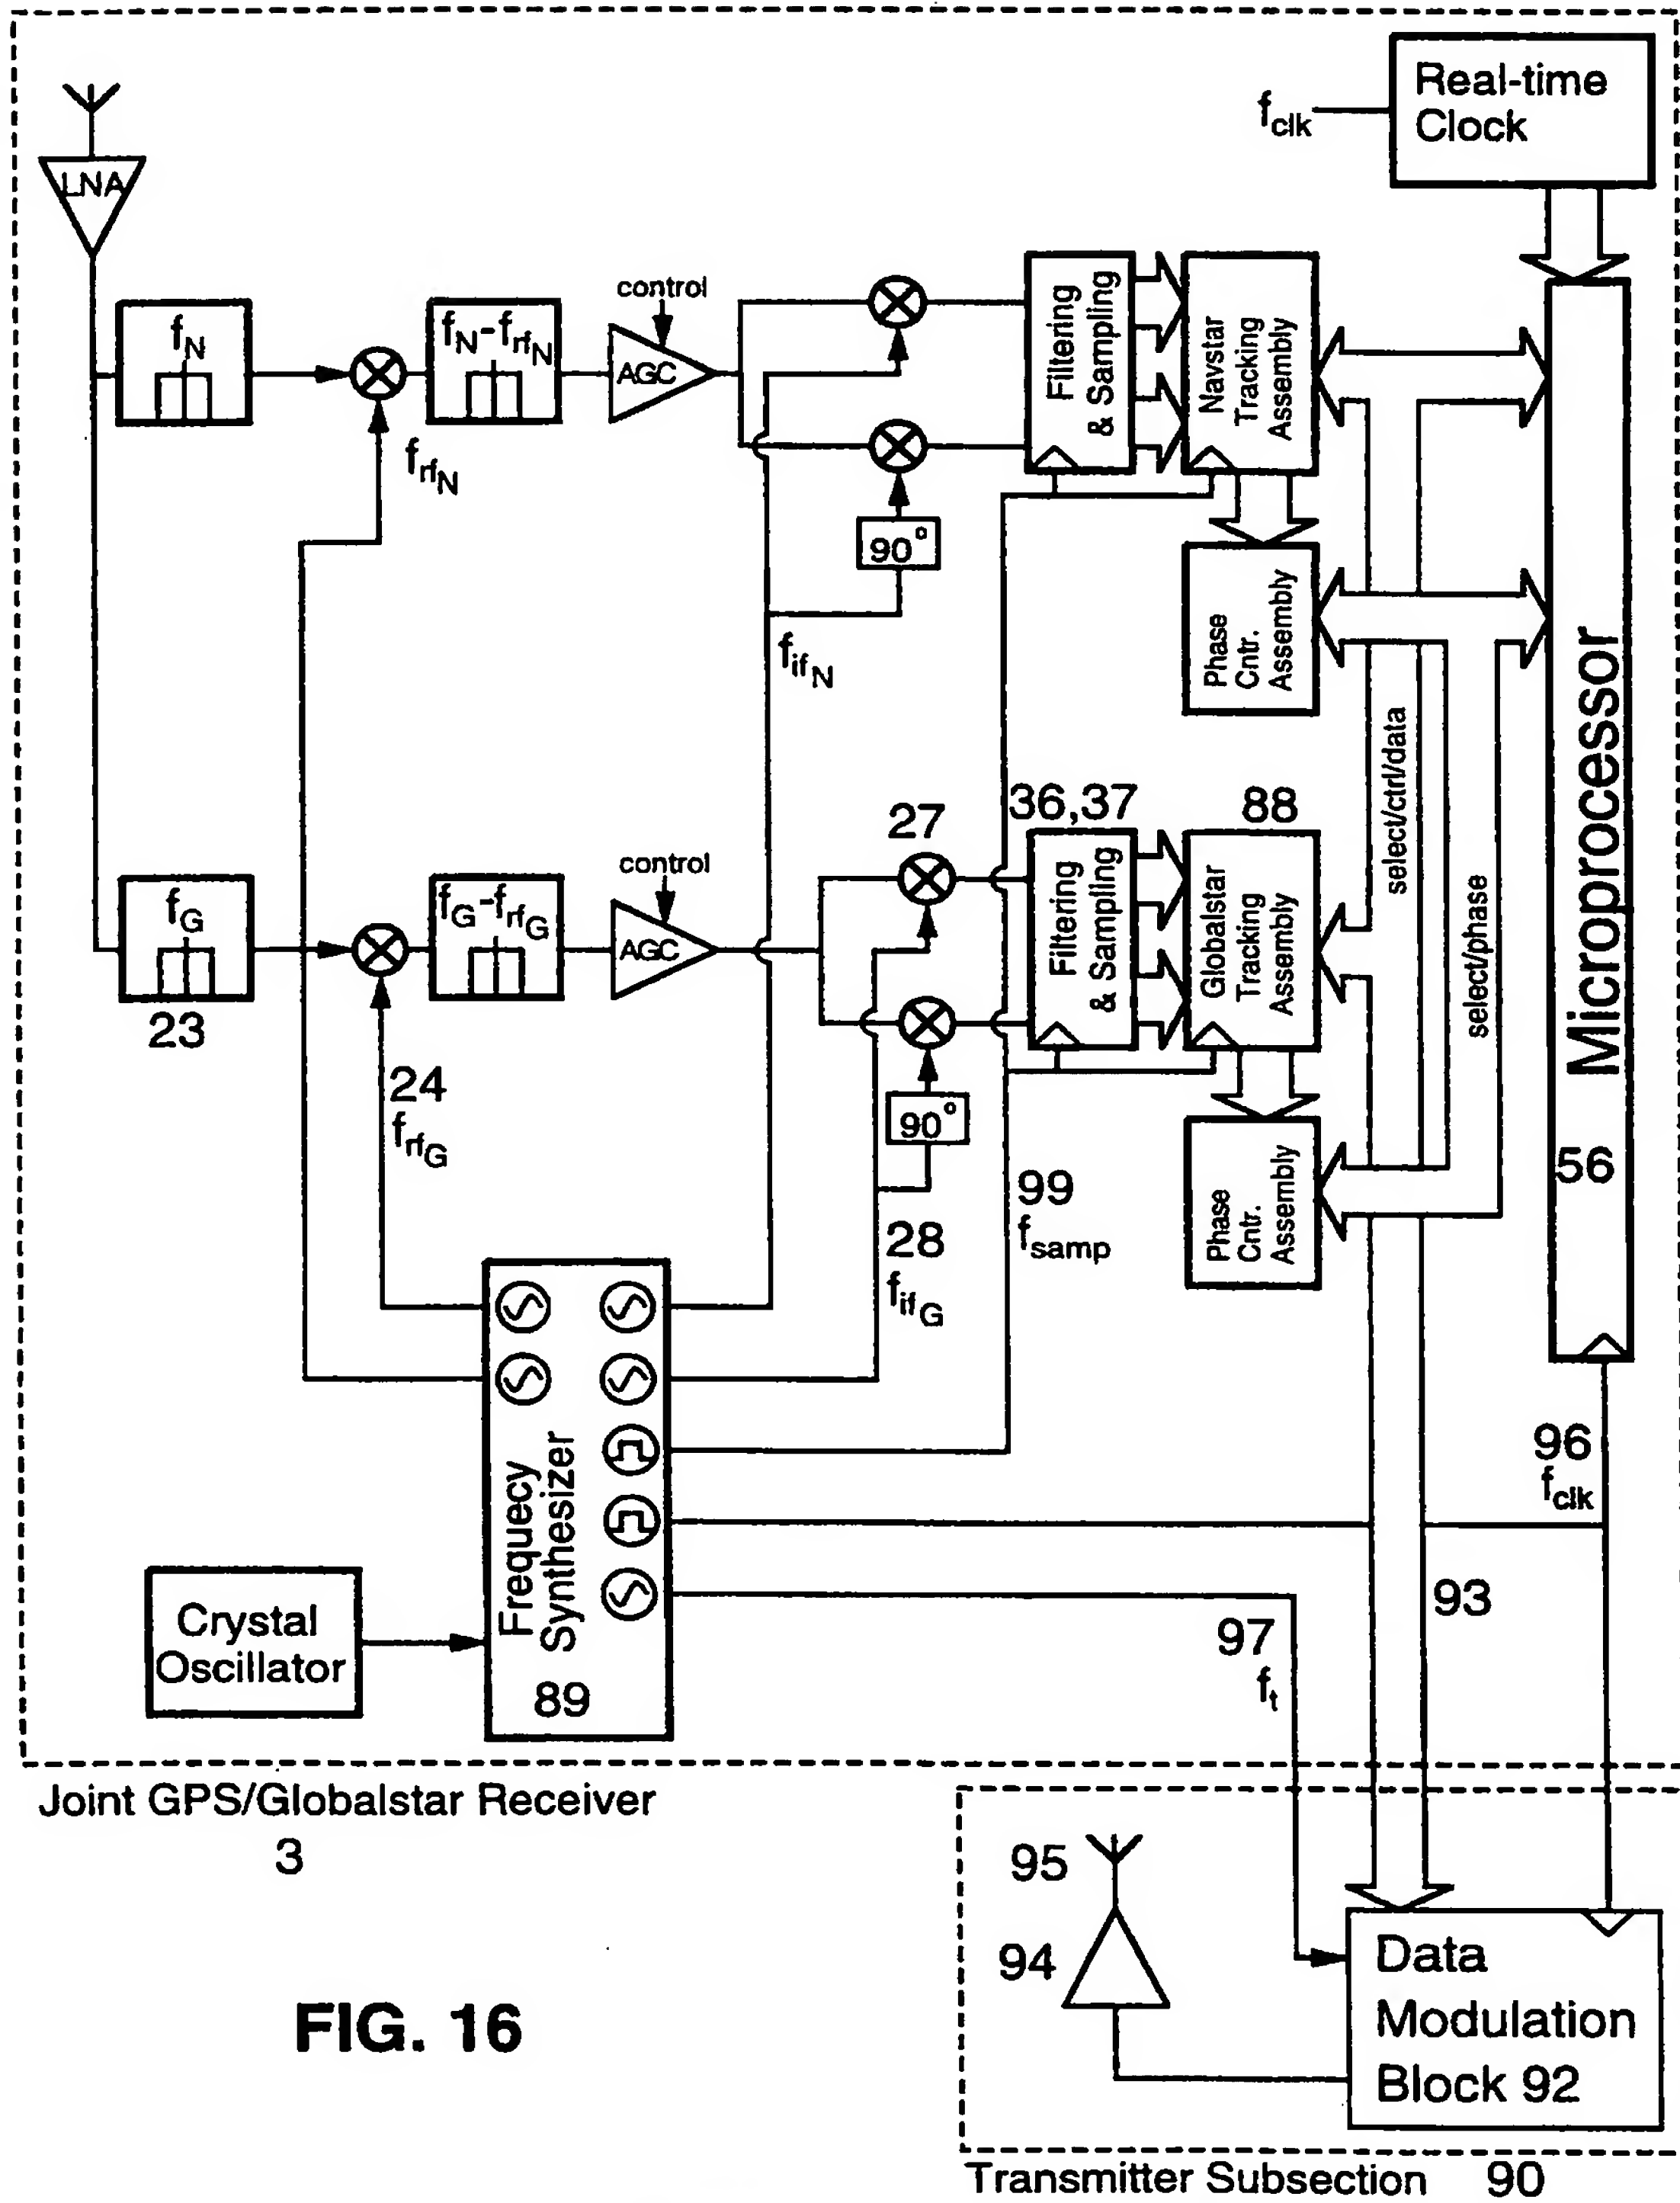 Real-time
Clock
fclk
LNA
fN
fN-frfN
control
AGC
frfN
90°
fifN
Filtering
& Sampling
Navstar
Tracking
Assembly
Phase
Cntr.
Assembly
select/ctrl/data
select/phase
Microprocessor
56
27
36,37
88
fG
23
fG-frfG
control
AGC
24
frfG
90°
28
fifG
99
fsamp
Filtering
& Sampling
Globalstar
Tracking
Assembly
Phase
Cntr.
Assembly
96
fclk
Frequecy
Synthesizer
89
Crystal
Oscillator
93
97
ft
Joint GPS/Globalstar Receiver
3
95
94
Data
Modulation
Block 92
FIG. 16
Transmitter Subsection 90